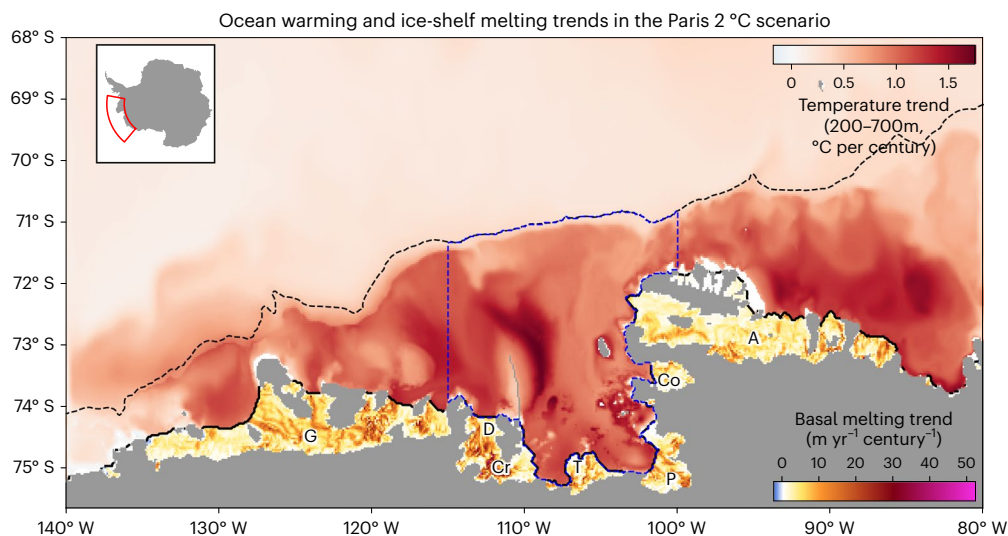 Ocean warming and ice-shelf melting trends in the Paris 2 °C scenario
68° S
69° S
70° S
71° S
72° S
73° S
74° S
75° S
0 0.5 1.0 1.5
Temperature trend
(200–700m,
°C per century)
A
Co
G
D
Cr
T
P
Basal melting trend
(m yr⁻¹ century⁻¹)
0 10 20 30 40 50
140° W 130° W 120° W 110° W 100° W 90° W 80° W